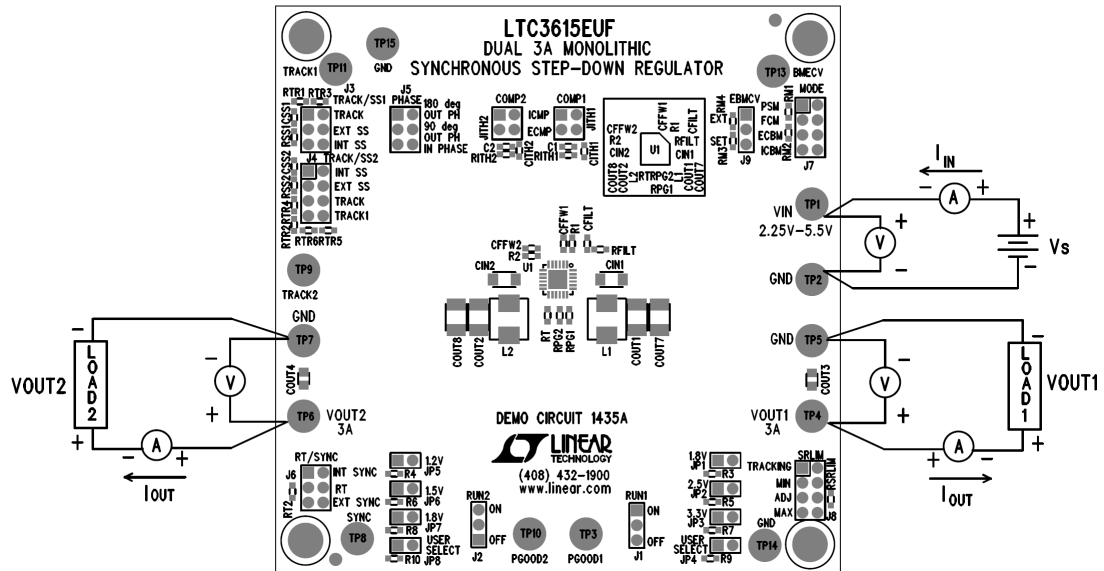 LTC3615EUF
DUAL 3A MONOLITHIC
SYNCHRONOUS STEP-DOWN REGULATOR
TP15
GND
TRACK1
TP11
TP13
BMECV
J3
RTR1 RTR3
TRACK/SS1
TRACK
EXT SS
INT SS
CSS1
RSS1
J4
TRACK/SS2
INT SS
EXT SS
TRACK
TRACK1
CSS2
RSS2
RTR4
RTR2
RTR6 RTR5
J5
PHASE
180 deg
OUT PH
90 deg
OUT PH
IN PHASE
COMP2
JITH2
C2
RITH2
CITH2
ICMP
ECMP
COMP1
JITH1
C1
RITH1
CITH1
CFFW1
R1
CFILT
CFFW2
R2
CIN2
RFILT
CIN1
U1
COUT8
COUT2
L2
RT
RPG2
RPG1
L1
COUT1
COUT7
EBMCV
RM4
EXT
SET
RM3
J9
MODE
RM1
PSM
FCM
ECBM
ICBM
RM2
J7
I IN
- A +
TP1
VIN
2.25V-5.5V
+
V
-
+
-
Vs
GND
TP2
TP9
TRACK2
CFFW1
R1
CFILT
CFFW2
R2
U1
RFILT
CIN2
CIN1
COUT8
COUT2
L2
RT
RPG2
RPG1
L1
COUT1
COUT7
GND
TP7
-
V
+
COUT4
TP6
VOUT2
3A
-
LOAD2
VOUT2
+
- A +
I OUT
GND
TP5
-
V
+
COUT3
VOUT1
3A
TP4
-
LOAD1
VOUT1
+
+ A -
I OUT
DEMO CIRCUIT 1435A
LINEAR
TECHNOLOGY
(408) 432-1900
www.linear.com
RT/SYNC
J6
INT SYNC
RT
EXT SYNC
RT2
SYNC
TP8
1.2V
JP5
R4
1.5V
JP6
R6
1.8V
JP7
R8
USER
SELECT
JP8
R10
RUN2
ON
OFF
J2
TP10
PGOOD2
TP3
PGOOD1
RUN1
ON
OFF
J1
1.8V
JP1
R3
2.5V
JP2
R5
3.3V
JP3
R7
USER
SELECT
JP4
R9
SRLIM
TRACKING
MIN
ADJ
MAX
RSRLIM
J8
GND
TP14